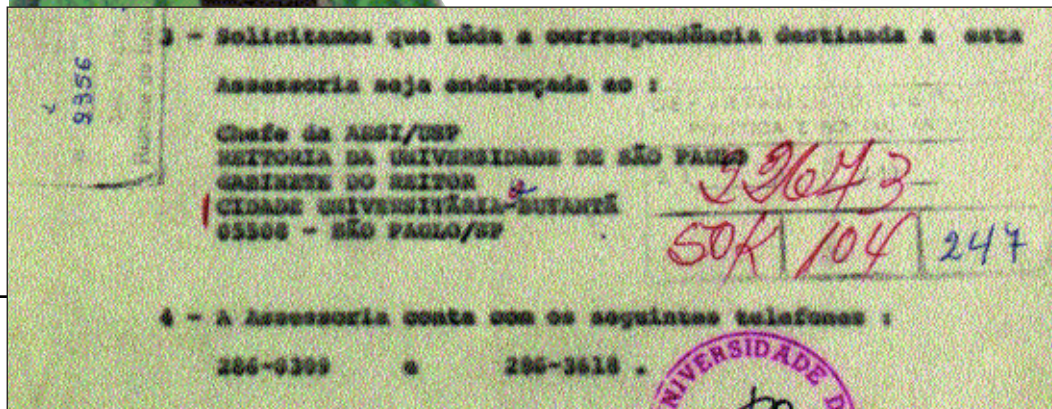 3 - Solicitamos que tôda a correspondência destinada a esta
Assessoria seja endereçada ao :
Chefe da ASSI/USP
REITORIA DA UNIVERSIDADE DE SÃO PAULO
GABINETE DO REITOR
CIDADE UNIVERSITÁRIA-BUTANTÃ
05508 - SÃO PAULO/SP
22673
50K 104 247
9356
4 - A Assessoria conta com os seguintes telefones :
286-0309 e 286-3618 .
UNIVERSIDADE D